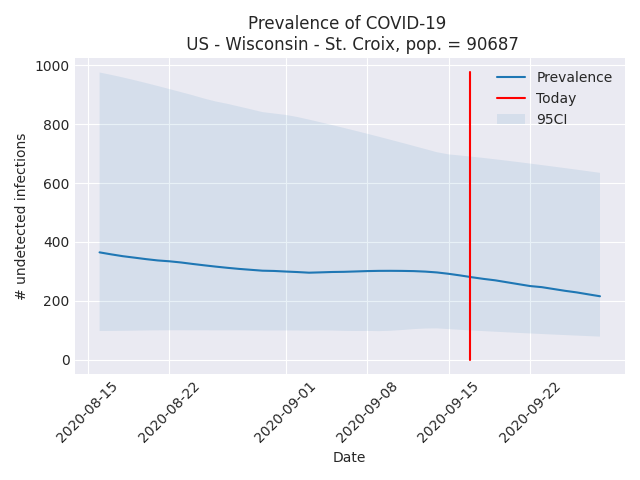 Prevalence of COVID-19
US - Wisconsin - St. Croix, pop. = 90687
1000
800
600
400
200
0
# undetected infections
Prevalence
Today
95CI
2020-08-15
2020-08-22
2020-09-01
2020-09-08
2020-09-15
2020-09-22
Date